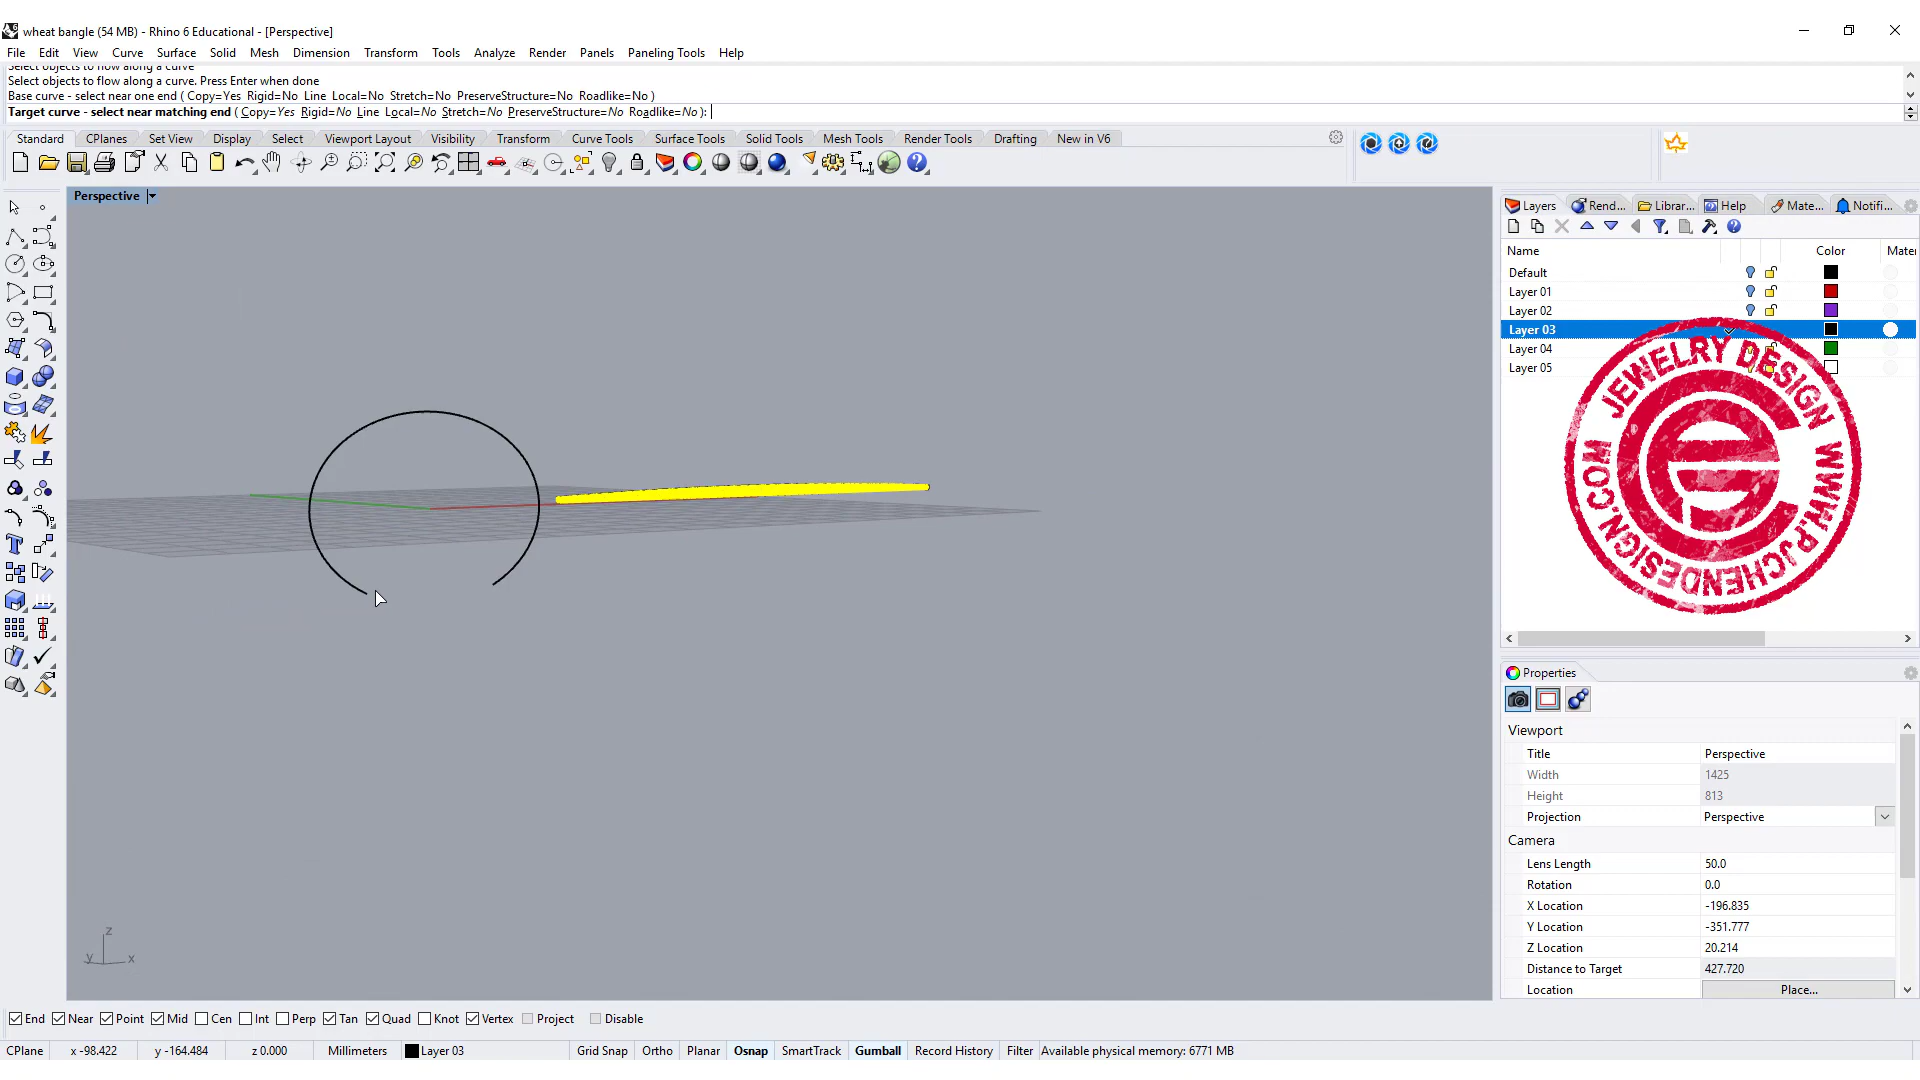 wheat bangle (54 MB) - Rhino 6 Educational - [Perspective]
File Edit View Curve Surface Solid Mesh Dimension Transform Tools Analyze Render Panels Paneling Tools Help
Select objects to flow along a curve
Select objects to flow along a curve. Press Enter when done
Base curve - select near one end ( Copy=Yes Rigid=No Line Local=No Stretch=No PreserveStructure=No Roadlike=No )
Target curve - select near matching end ( Copy=Yes Rigid=No Line Local=No Stretch=No PreserveStructure=No Roadlike=No ):
Standard CPlanes Set View Display Select Viewport Layout Visibility Transform Curve Tools Surface Tools Solid Tools Mesh Tools Render Tools Drafting New in V6
Perspective
Layers Rend... Librar... Help Mate... Notifi...
Name Color Mater
Default
Layer 01
Layer 02
Layer 03
Layer 04
Layer 05
JEWELRY DESIGN WWW.PJCHENDESIGN.COM
Properties
Viewport
Title Perspective
Width 1425
Height 813
Projection Perspective
Camera
Lens Length 50.0
Rotation 0.0
X Location -196.835
Y Location -351.777
Z Location 20.214
Distance to Target 427.720
Location Place...
z
y x
End Near Point Mid Cen Int Perp Tan Quad Knot Vertex Project Disable
CPlane x -98.422 y -164.484 z 0.000 Millimeters Layer 03 Grid Snap Ortho Planar Osnap SmartTrack Gumball Record History Filter Available physical memory: 6771 MB